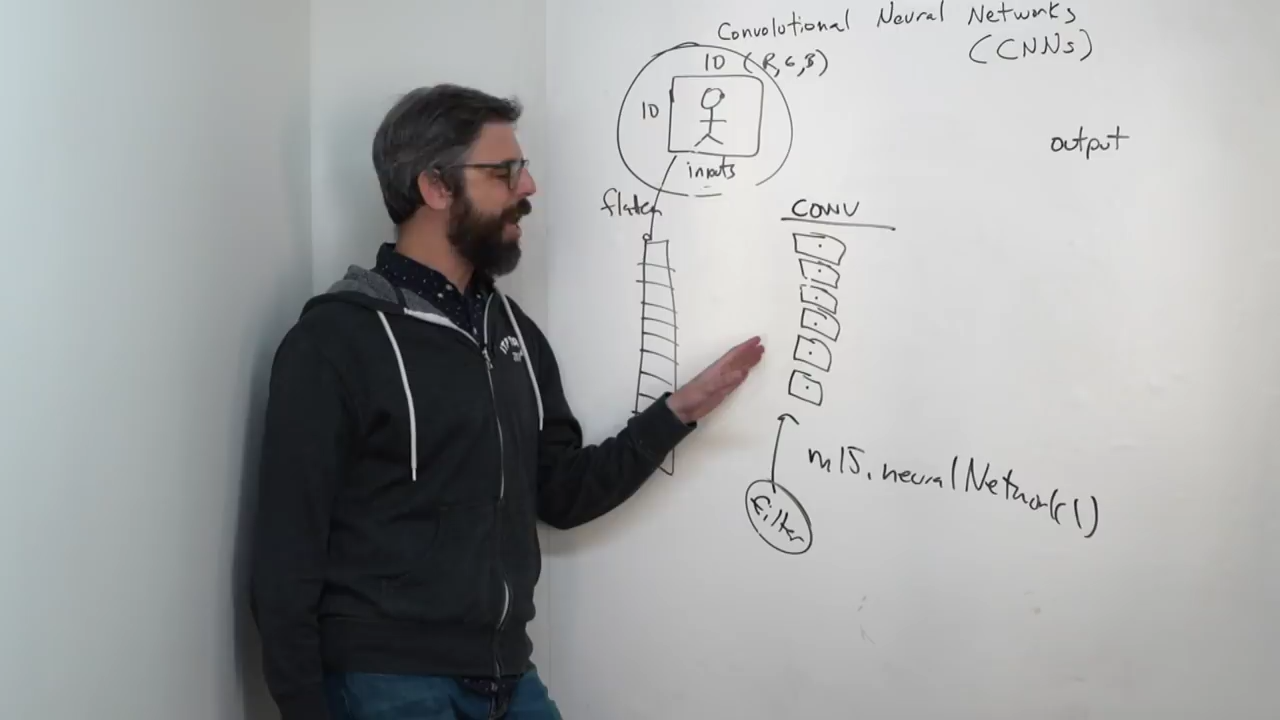 Convolutional Neural Networks
(CNNs)
10 (R,G,B)
10
inputs
output
flatten
CONV
ml5.neuralNetwork()
filter